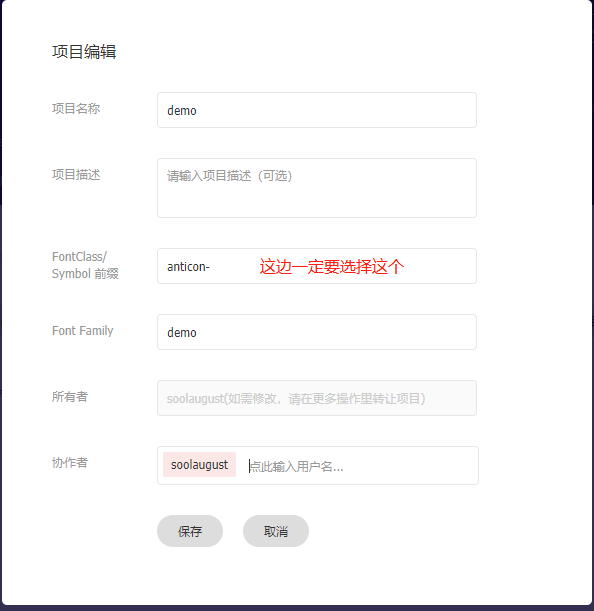 项目编辑
项目名称
demo
项目描述
请输入项目描述（可选）
FontClass/
Symbol 前缀
anticon-
这边一定要选择这个
Font Family
demo
所有者
soolaugust(如需修改，请在更多操作里转让项目)
协作者
soolaugust
点此输入用户名...
保存
取消